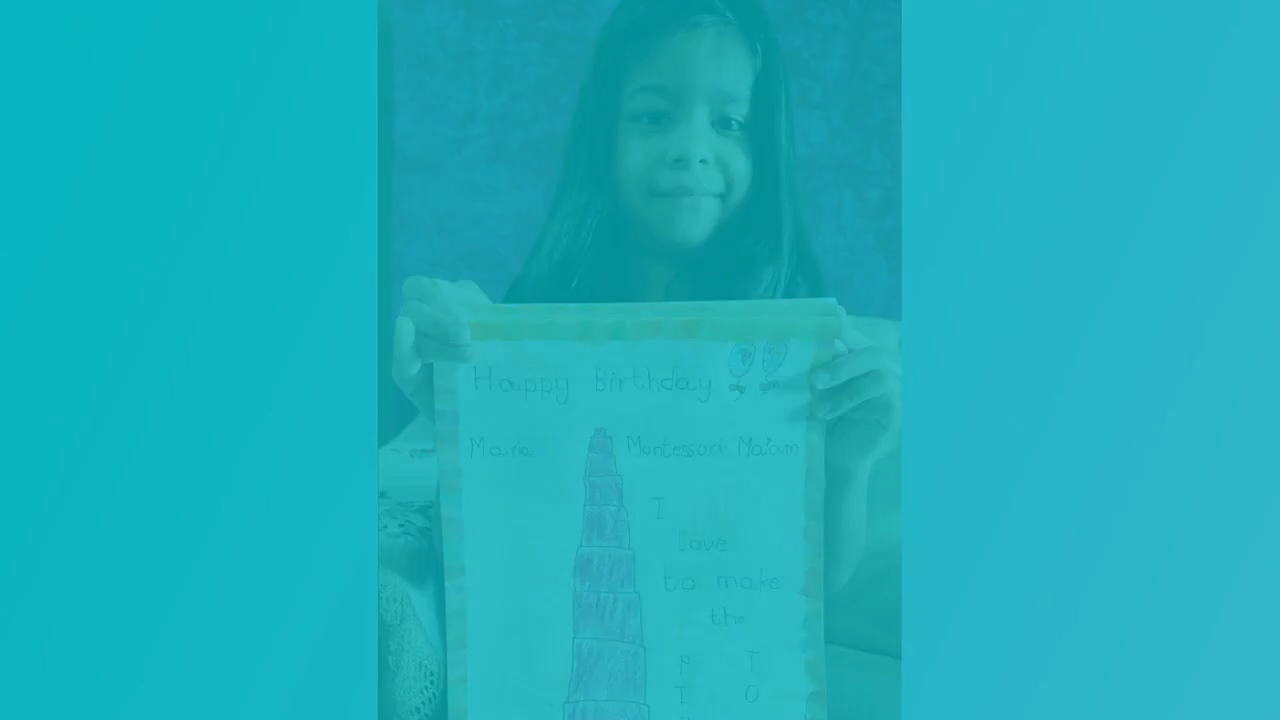 Happy Birthday
Maria Montessori Ma'am
I
love
to make
the
P T
I O